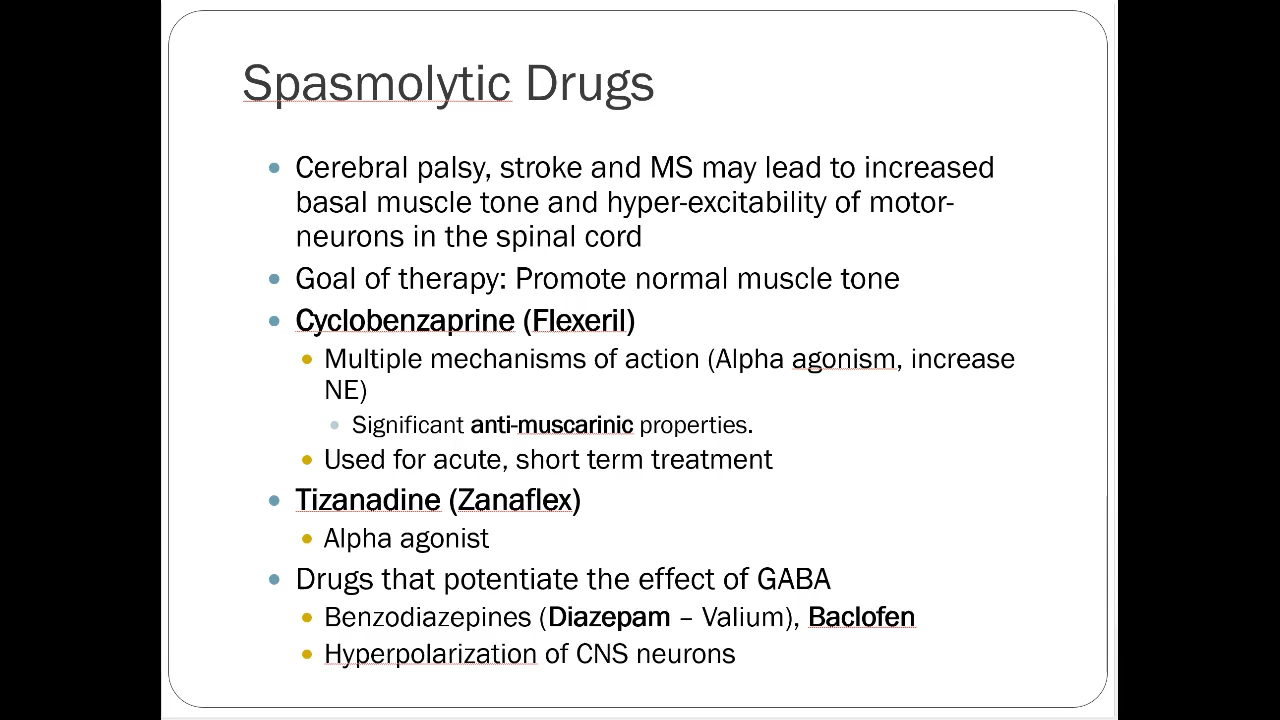 Spasmolytic Drugs
Cerebral palsy, stroke and MS may lead to increased
basal muscle tone and hyper-excitability of motor-
neurons in the spinal cord
Goal of therapy: Promote normal muscle tone
Cyclobenzaprine (Flexeril)
Multiple mechanisms of action (Alpha agonism, increase
NE)
Significant anti-muscarinic properties.
Used for acute, short term treatment
Tizanadine (Zanaflex)
Alpha agonist
Drugs that potentiate the effect of GABA
Benzodiazepines (Diazepam – Valium), Baclofen
Hyperpolarization of CNS neurons